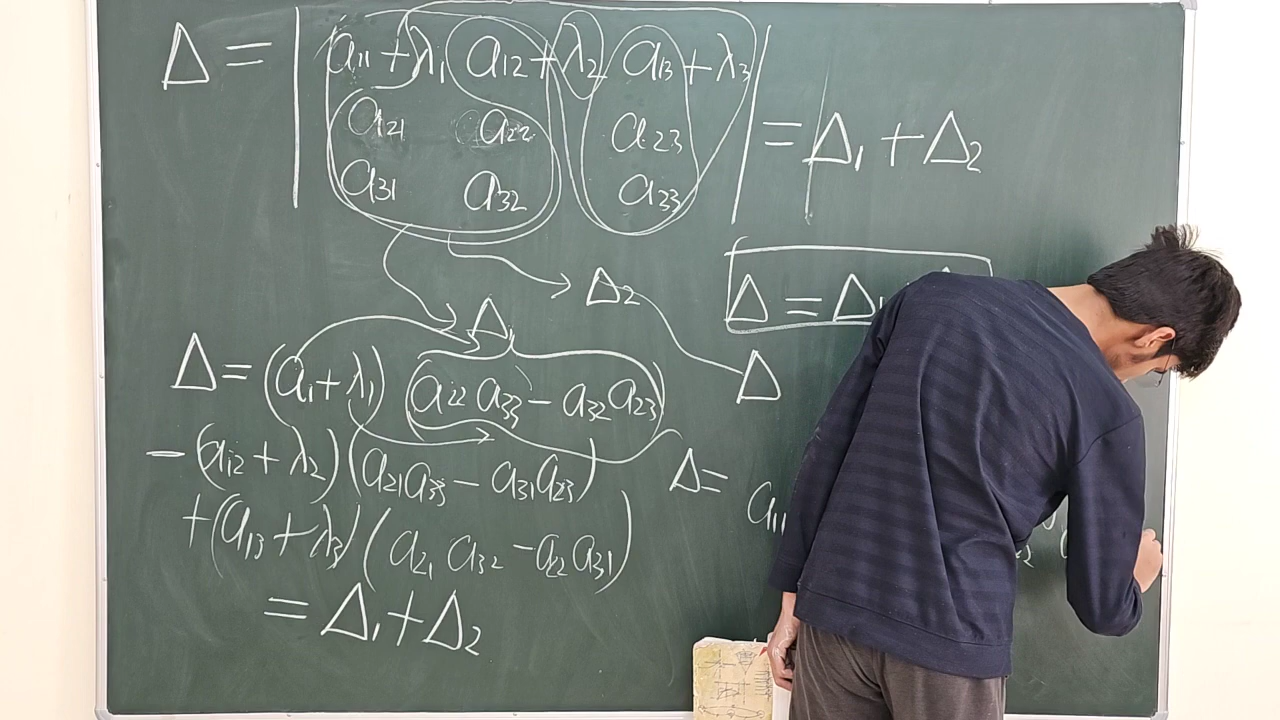 Δ = | a₁₁ + λ₁ a₁₂ + λ₂ a₁₃ + λ₃ | = Δ₁ + Δ₂
a₂₁ a₂₂ a₂₃
a₃₁ a₃₂ a₃₃
Δ₂
Δ = Δ₁
Δ₁
Δ = (a₁ + λ₁) (a₂₂ a₃₃ − a₃₂ a₂₃) Δ
− (a₁₂ + λ₂) (a₂₁ a₃₃ − a₃₁ a₂₃) Δ =
+ (a₁₃ + λ₃) (a₂₁ a₃₂ − a₂₂ a₃₁) a₁₁
= Δ₁ + Δ₂